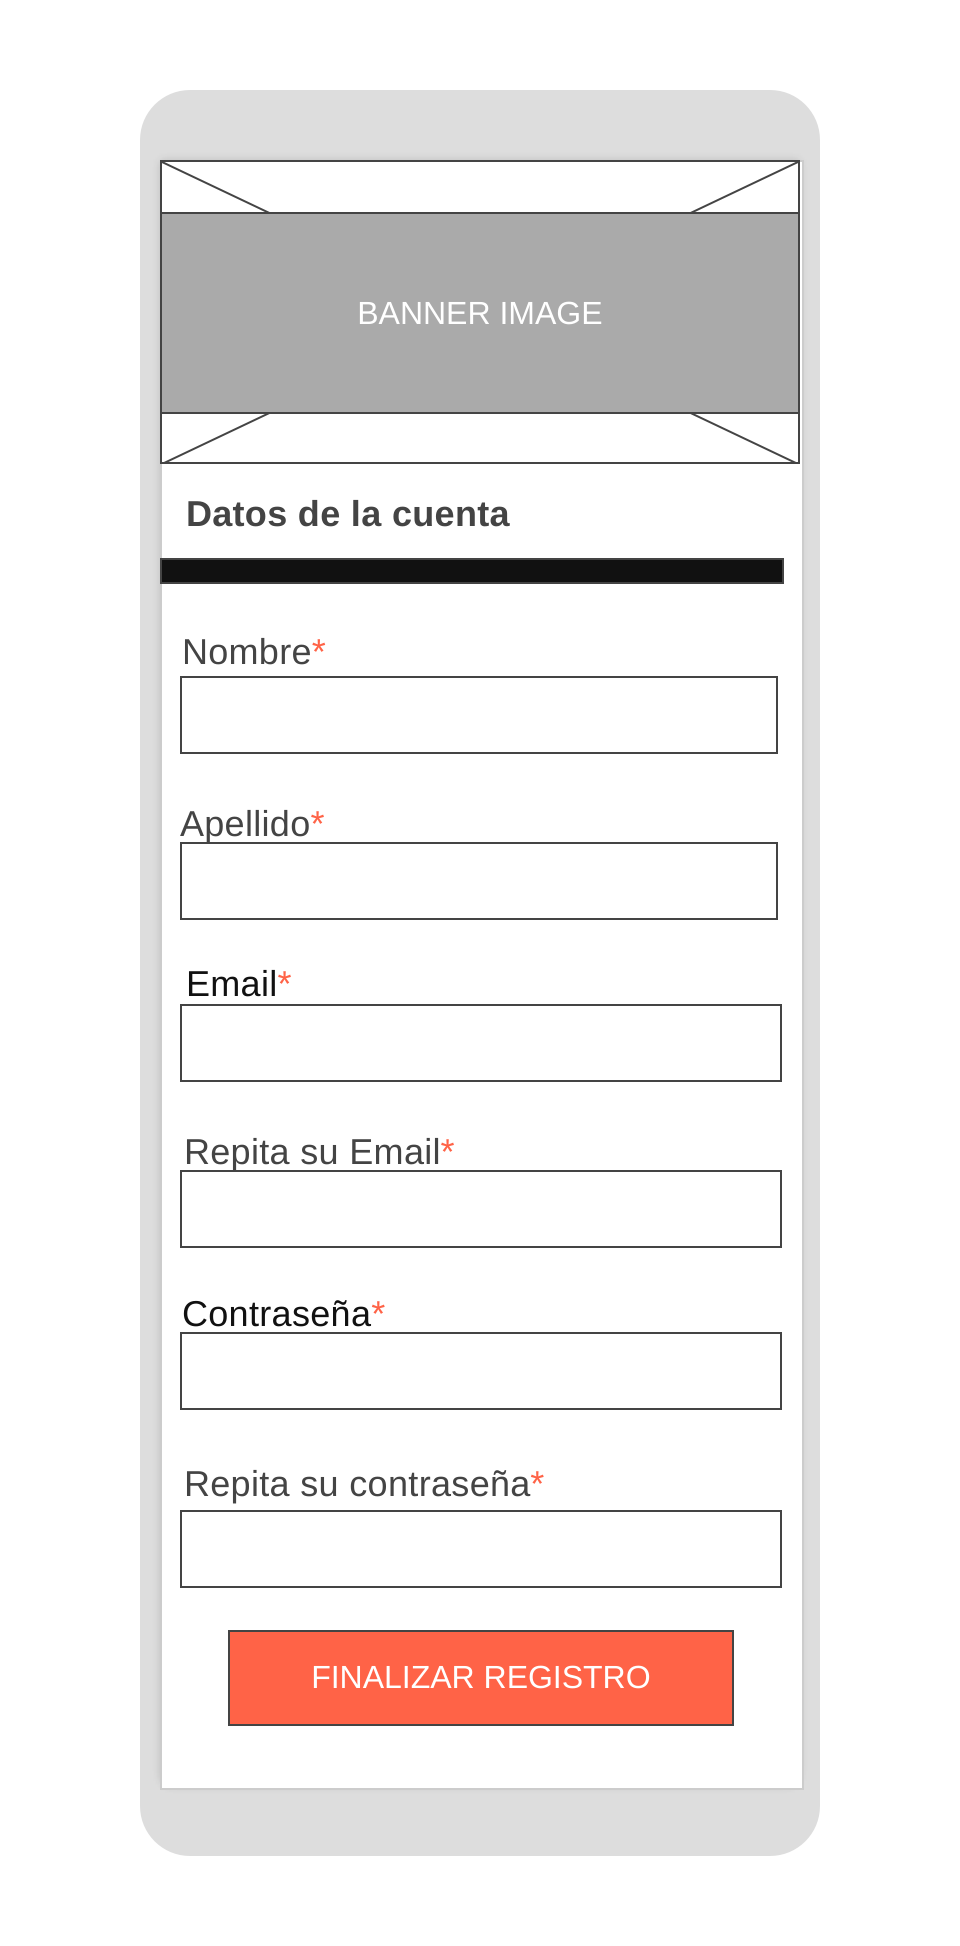 BANNER IMAGE
Datos de la cuenta
Nombre*
Apellido*
Email*
Repita su Email*
Contraseña*
Repita su contraseña*
FINALIZAR REGISTRO